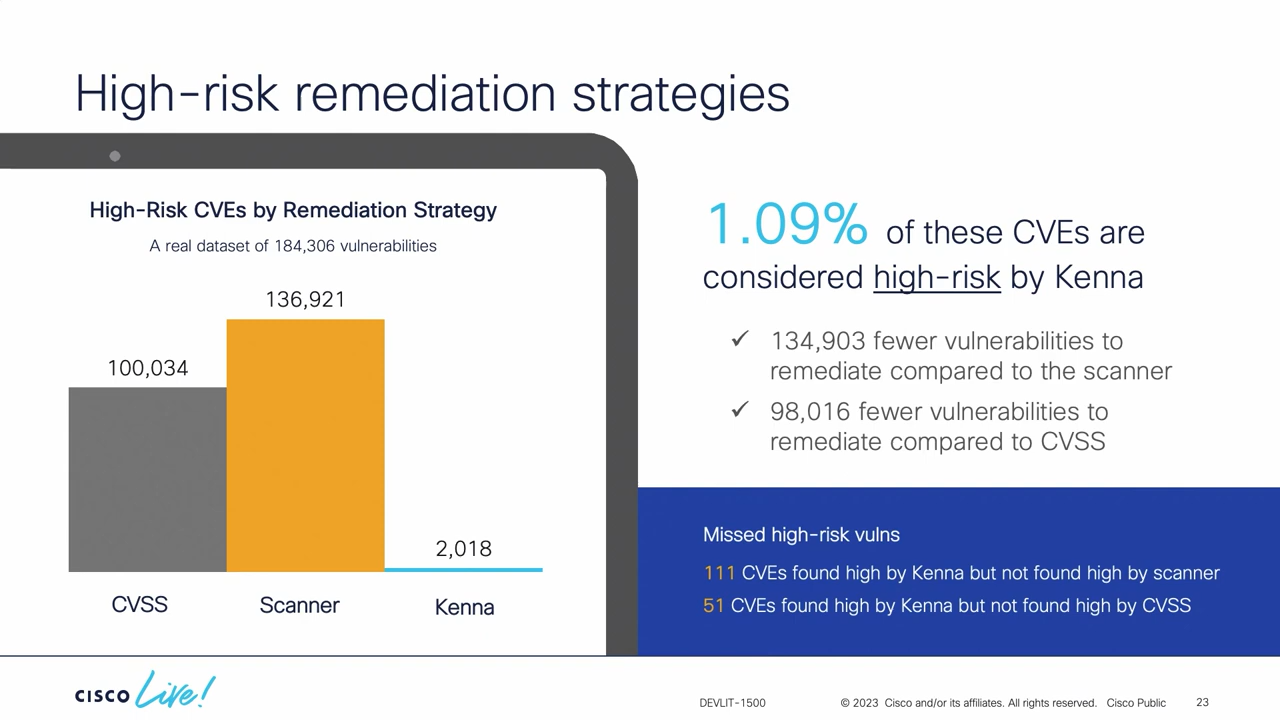 High-risk remediation strategies
High-Risk CVEs by Remediation Strategy
A real dataset of 184,306 vulnerabilities
136,921
100,034
2,018
CVSS
Scanner
Kenna
1.09% of these CVEs are
considered high-risk by Kenna
✓ 134,903 fewer vulnerabilities to
remediate compared to the scanner
✓ 98,016 fewer vulnerabilities to
remediate compared to CVSS
Missed high-risk vulns
111 CVEs found high by Kenna but not found high by scanner
51 CVEs found high by Kenna but not found high by CVSS
CISCO Live!
DEVLIT-1500
© 2023 Cisco and/or its affiliates. All rights reserved. Cisco Public
23